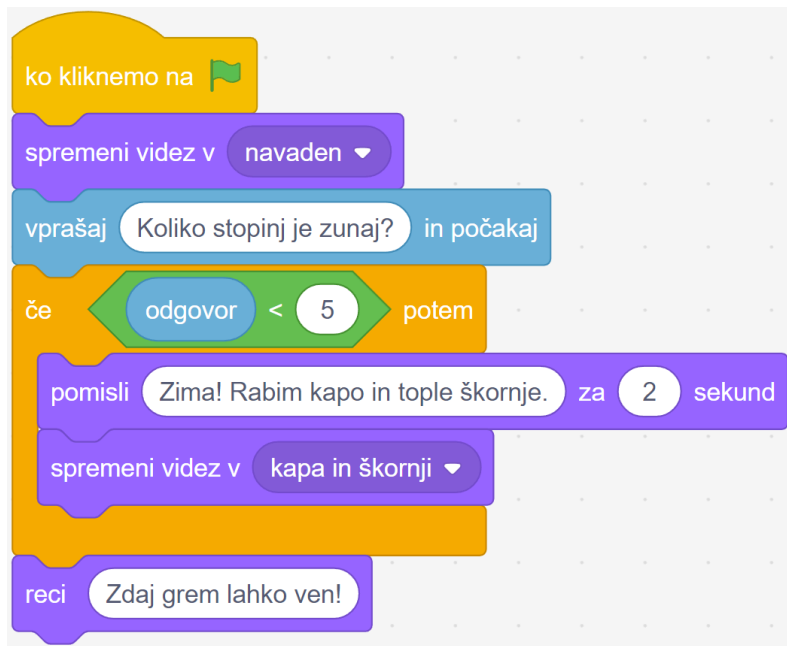 ko kliknemo na
spremeni videz v navaden
vprašaj Koliko stopinj je zunaj? in počakaj
če odgovor < 5 potem
pomisli Zima! Rabim kapo in tople škornje. za 2 sekund
spremeni videz v kapa in škornji
reci Zdaj grem lahko ven!